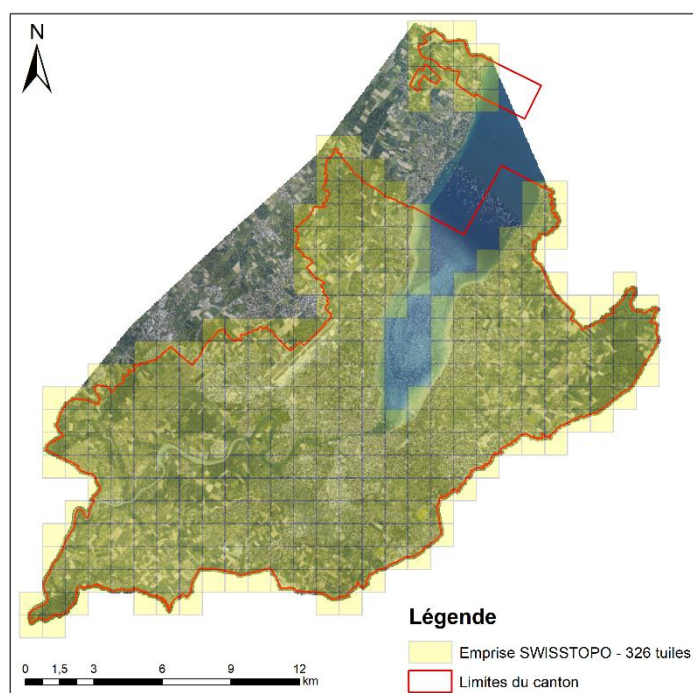 N
Légende
Emprise SWISSTOPO - 326 tuiles
Limites du canton
0 1,5 3 6 9 12
km